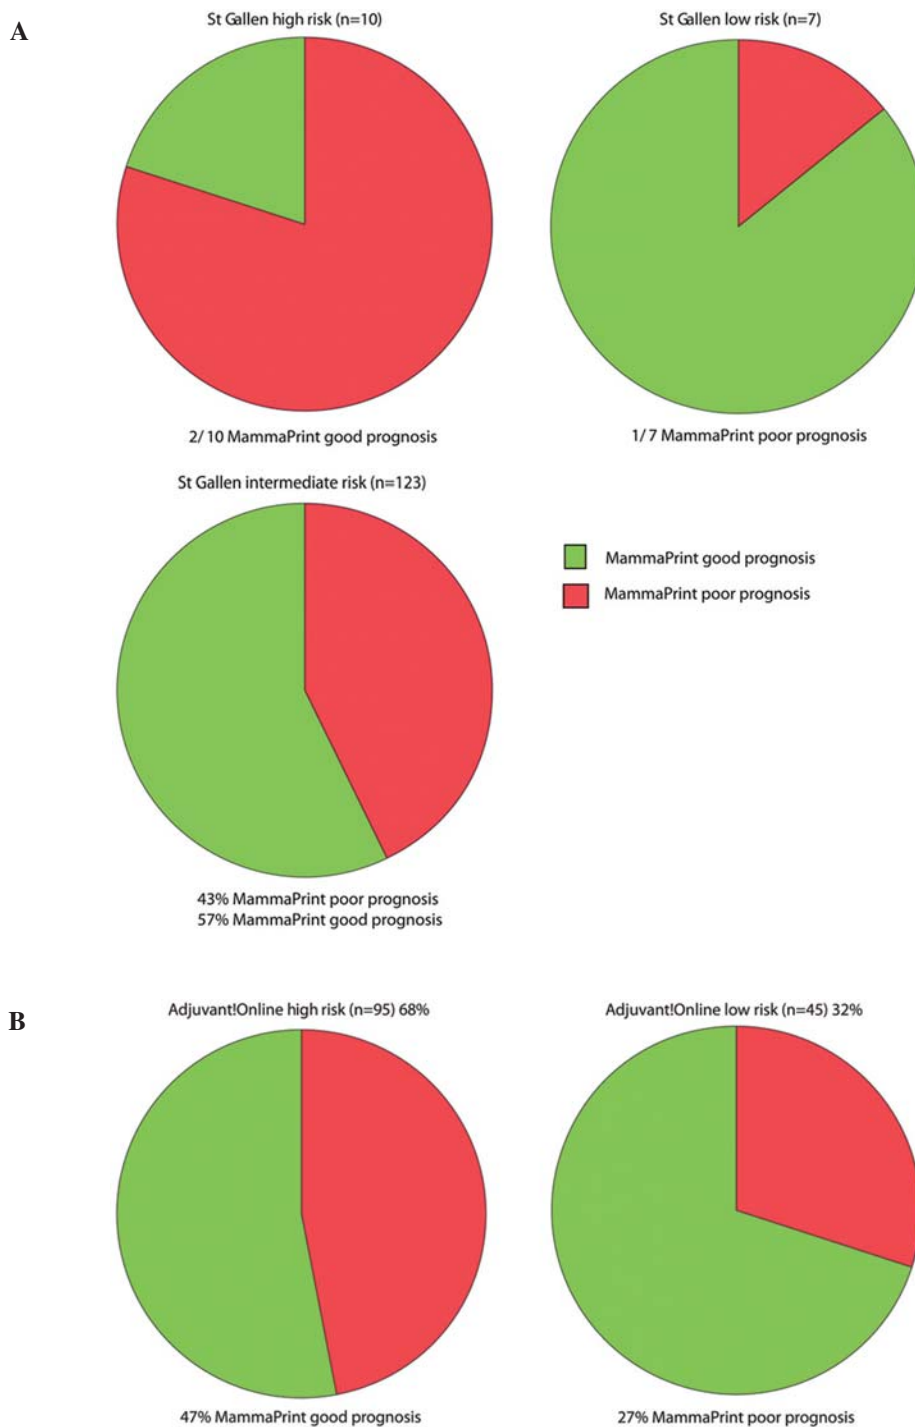 A
St Gallen high risk (n=10)
St Gallen low risk (n=7)
2/ 10 MammaPrint good prognosis
1/ 7 MammaPrint poor prognosis
St Gallen intermediate risk (n=123)
MammaPrint good prognosis
MammaPrint poor prognosis
43% MammaPrint poor prognosis
57% MammaPrint good prognosis
B
Adjuvant!Online high risk (n=95) 68%
Adjuvant!Online low risk (n=45) 32%
47% MammaPrint good prognosis
27% MammaPrint poor prognosis